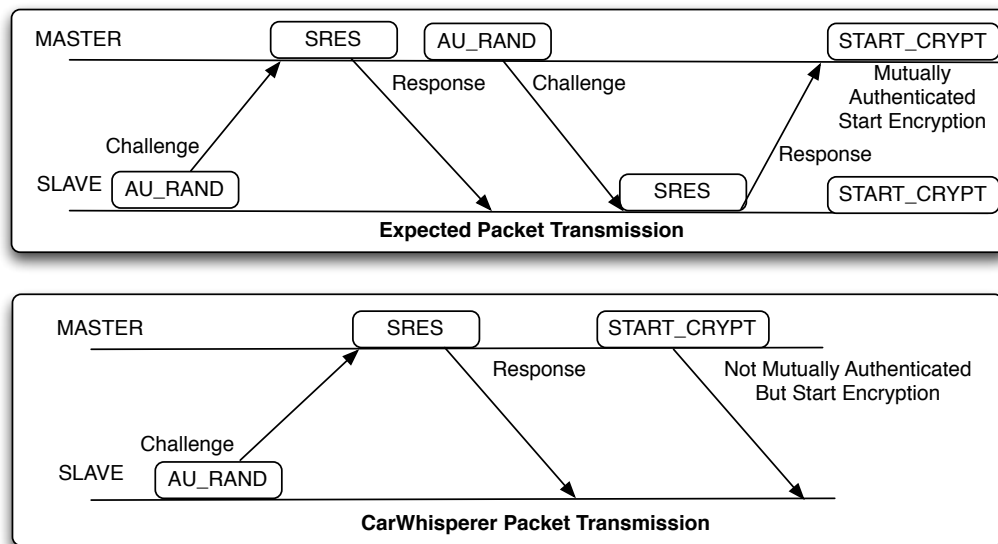 MASTER
SRES
AU_RAND
START_CRYPT
Response
Challenge
Mutually
Authenticated
Start Encryption
Challenge
Response
SLAVE
AU_RAND
SRES
START_CRYPT
Expected Packet Transmission
MASTER
SRES
START_CRYPT
Response
Not Mutually Authenticated
But Start Encryption
Challenge
SLAVE
AU_RAND
CarWhisperer Packet Transmission